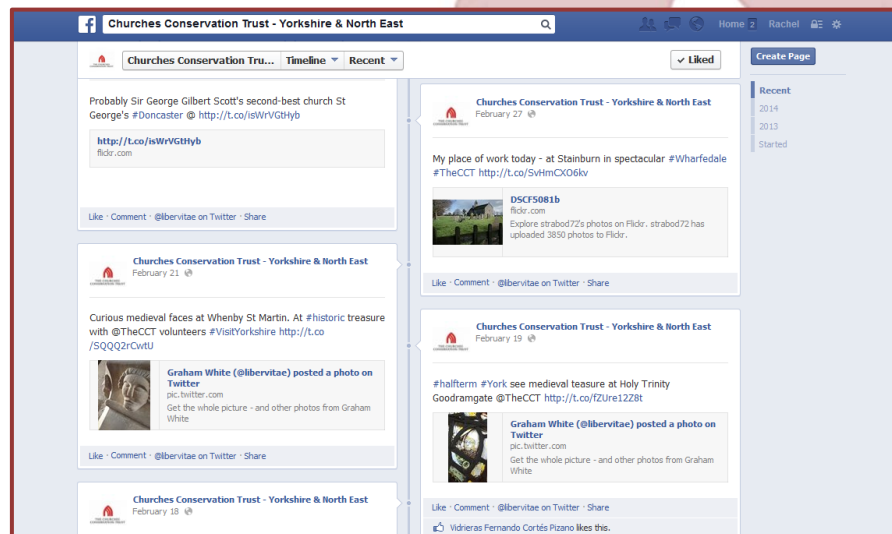 Churches Conservation Trust - Yorkshire & North East
Home 2 Rachel
Churches Conservation Tru... Timeline Recent
Liked
Create Page
Recent
2014
2013
Started
Probably Sir George Gilbert Scott's second-best church St
George's #Doncaster @ http://t.co/isWrVGtHyb
http://t.co/isWrVGtHyb
flickr.com
Like · Comment · @libervitae on Twitter · Share
Churches Conservation Trust - Yorkshire & North East
February 21
Curious medieval faces at Whenby St Martin. At #historic treasure
with @TheCCT volunteers #VisitYorkshire http://t.co
/SQQQ2rCwtU
Graham White (@libervitae) posted a photo on
Twitter
pic.twitter.com
Get the whole picture - and other photos from Graham
White
Like · Comment · @libervitae on Twitter · Share
Churches Conservation Trust - Yorkshire & North East
February 18
Churches Conservation Trust - Yorkshire & North East
February 27
My place of work today - at Stainburn in spectacular #Wharfedale
#TheCCT http://t.co/SvHmCXO6kv
DSCF5081b
flickr.com
Explore strabod72's photos on Flickr. strabod72 has
uploaded 3850 photos to Flickr.
Like · Comment · @libervitae on Twitter · Share
Churches Conservation Trust - Yorkshire & North East
February 19
#halfterm #York see medieval teasure at Holy Trinity
Goodramgate @TheCCT http://t.co/fZUre12Z8t
Graham White (@libervitae) posted a photo on
Twitter
pic.twitter.com
Get the whole picture - and other photos from Graham
White
Like · Comment · @libervitae on Twitter · Share
Vidrieras Fernando Cortés Pizano likes this.